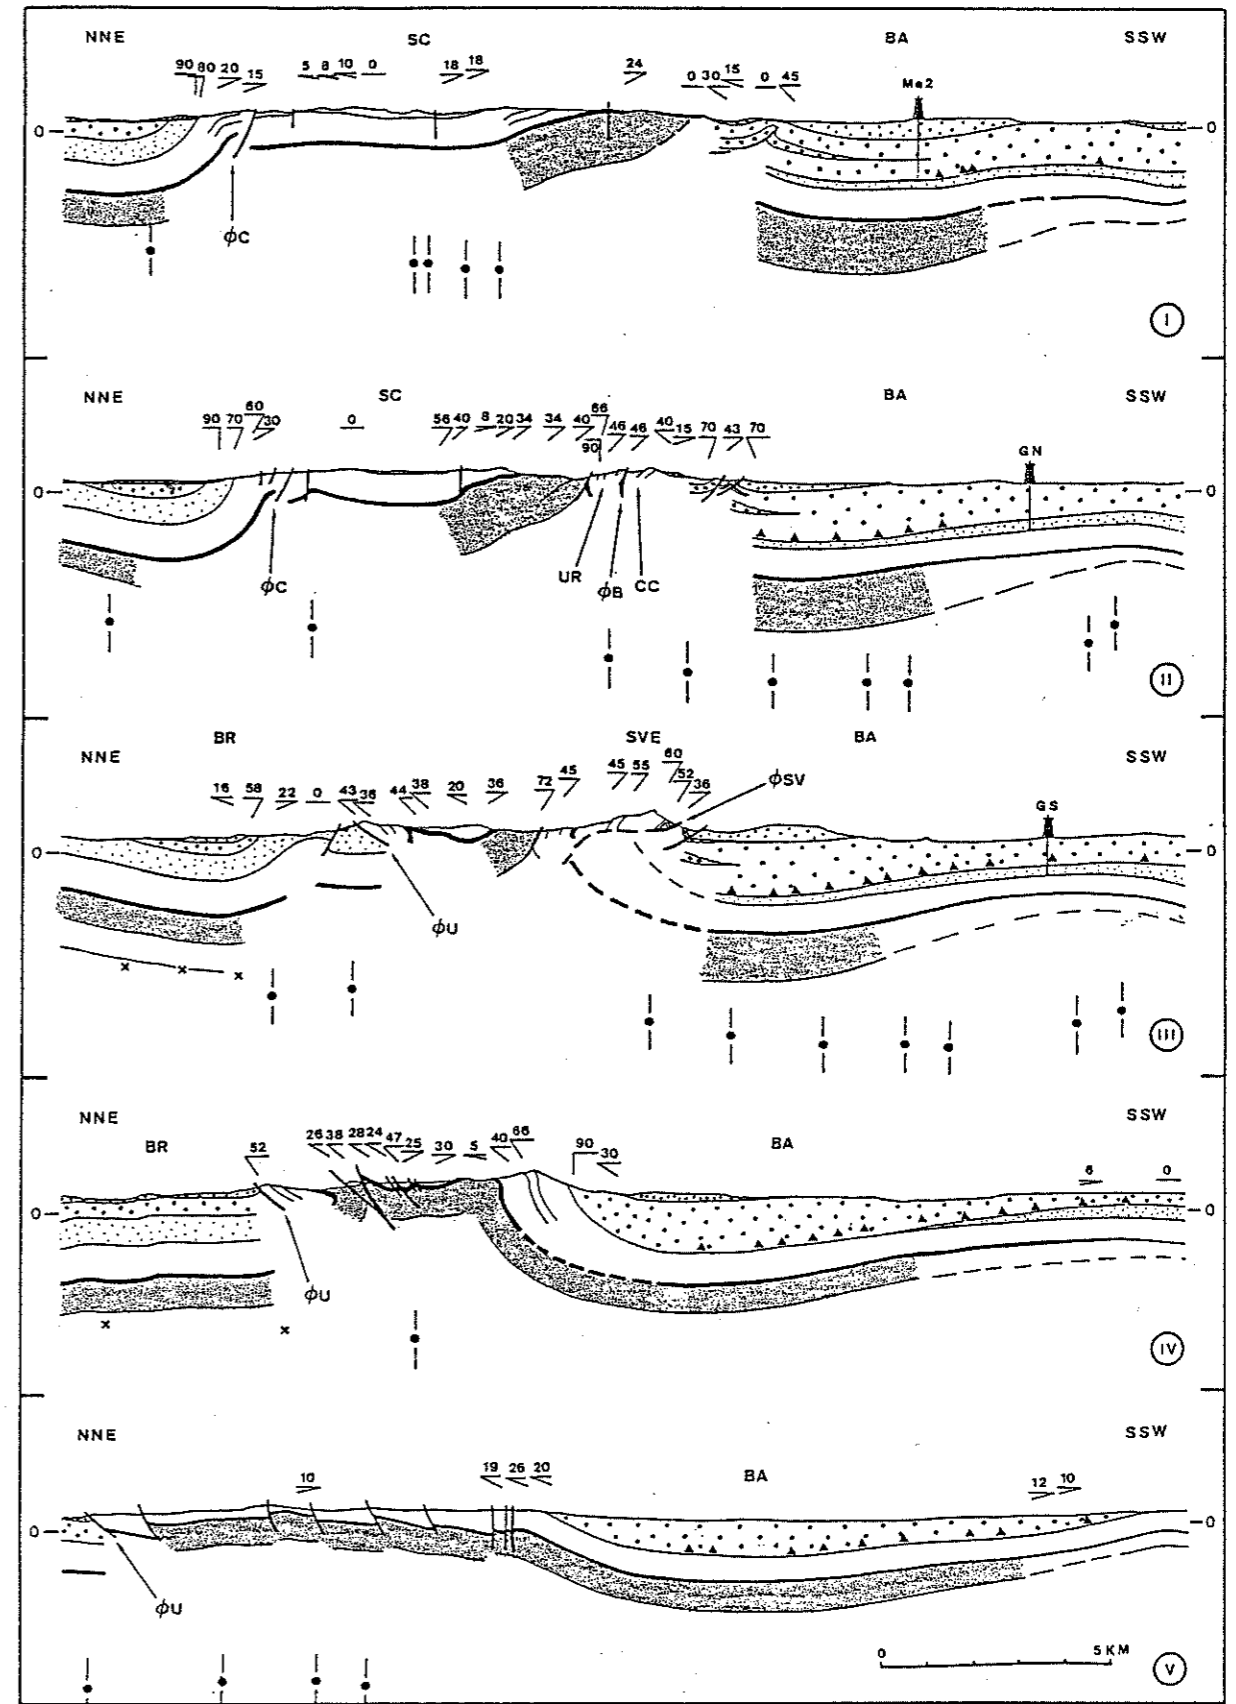 NNE SC BA SSW
90 80 20 15 5 8 10 0 18 18 24 0 30 15 0 45 Me2
0 0
ϕC
I
NNE SC BA SSW
90 70 60 30 0 56 40 8 20 34 34 40 66 90 46 46 40 15 70 43 70 GN
0 0
ϕC UR ϕB CC
II
NNE BR SVE BA SSW
16 58 22 0 43 36 44 38 20 36 72 45 45 55 60 52 36 ϕSV GS
0 0
ϕU
III
NNE BR BA SSW
52 26 38 28 24 47 25 30 5 40 66 90 30 6 0
0 0
ϕU
IV
NNE BA SSW
10 19 26 20 12 10
0 0
ϕU
0 5 KM
V